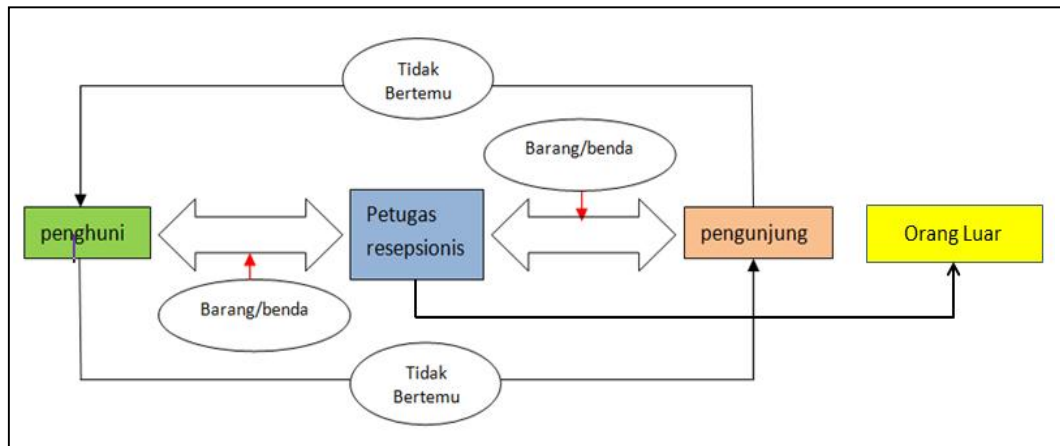 Tidak
Bertemu
Barang/benda
penghuni
Petugas
resepsionis
pengunjung
Orang Luar
Barang/benda
Tidak
Bertemu